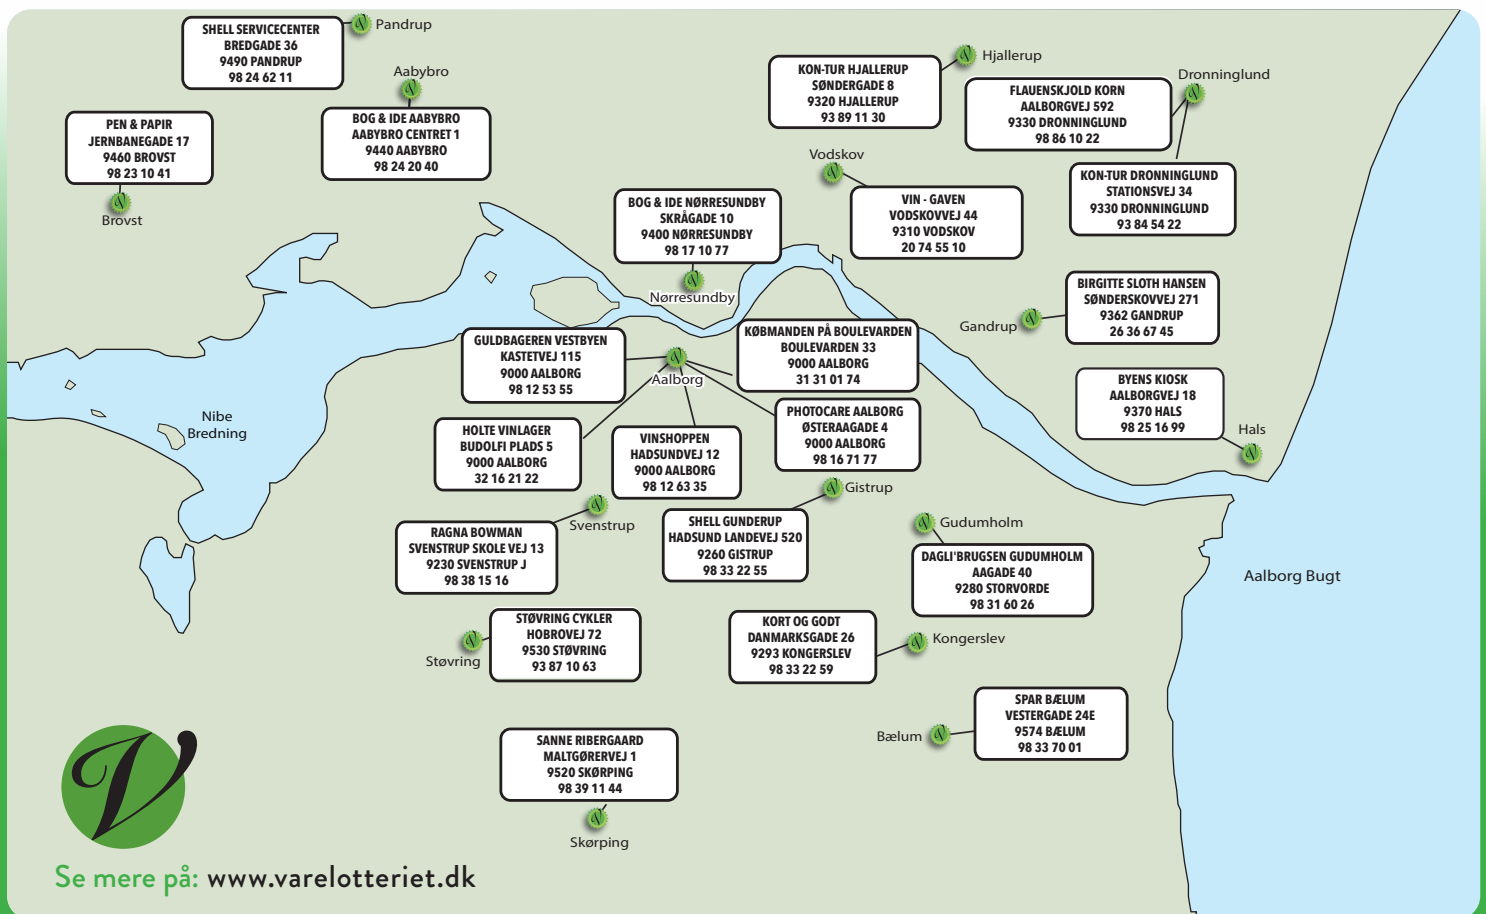 SHELL SERVICECENTER
BREDGADE 36
9490 PANDRUP
98 24 62 11
Pandrup
Aabybro
BOG & IDE AABYBRO
AABYBRO CENTRET 1
9440 AABYBRO
98 24 20 40
PEN & PAPIR
JERNBANEGADE 17
9460 BROVST
98 23 10 41
Brovst
KON-TUR HJALLERUP
SØNDERGADE 8
9320 HJALLERUP
93 89 11 30
Hjallerup
Dronninglund
FLAUENSKJOLD KORN
AALBORGVEJ 592
9330 DRONNINGLUND
98 86 10 22
KON-TUR DRONNINGLUND
STATIONSVEJ 34
9330 DRONNINGLUND
93 84 54 22
Vodskov
VIN - GAVEN
VODSKOVVEJ 44
9310 VODSKOV
20 74 55 10
BOG & IDE NØRRESUNDBY
SKRÅGADE 10
9400 NØRRESUNDBY
98 17 10 77
Nørresundby
BIRGITTE SLOTH HANSEN
SØNDERSKOVVEJ 271
9362 GANDRUP
26 36 67 45
Gandrup
GULDBAGEREN VESTBYEN
KASTETVEJ 115
9000 AALBORG
98 12 53 55
Aalborg
KØBMANDEN PÅ BOULEVARDEN
BOULEVARDEN 33
9000 AALBORG
31 31 01 74
BYENS KIOSK
AALBORGVEJ 18
9370 HALS
98 25 16 99
Hals
Nibe
Bredning
HOLTE VINLAGER
BUDOLFI PLADS 5
9000 AALBORG
32 16 21 22
VINSHOPPEN
HADSUNDVEJ 12
9000 AALBORG
98 12 63 35
PHOTOCARE AALBORG
ØSTERAAGADE 4
9000 AALBORG
98 16 71 77
Gistrup
SHELL GUNDERUP
HADSUND LANDEVEJ 520
9260 GISTRUP
98 33 22 55
Svenstrup
RAGNA BOWMAN
SVENSTRUP SKOLE VEJ 13
9230 SVENSTRUP J
98 38 15 16
Gudumholm
DAGLI'BRUGSEN GUDUMHOLM
AAGADE 40
9280 STORVORDE
98 31 60 26
Aalborg Bugt
STØVRING CYKLER
HOBROVEJ 72
9530 STØVRING
93 87 10 63
Støvring
KORT OG GODT
DANMARKSGADE 26
9293 KONGERSLEV
98 33 22 59
Kongerslev
SPAR BÆLUM
VESTERGADE 24E
9574 BÆLUM
98 33 70 01
Bælum
SANNE RIBERGAARD
MALTGØRERVEJ 1
9520 SKØRPING
98 39 11 44
Skørping
V
Se mere på: www.varelotteriet.dk